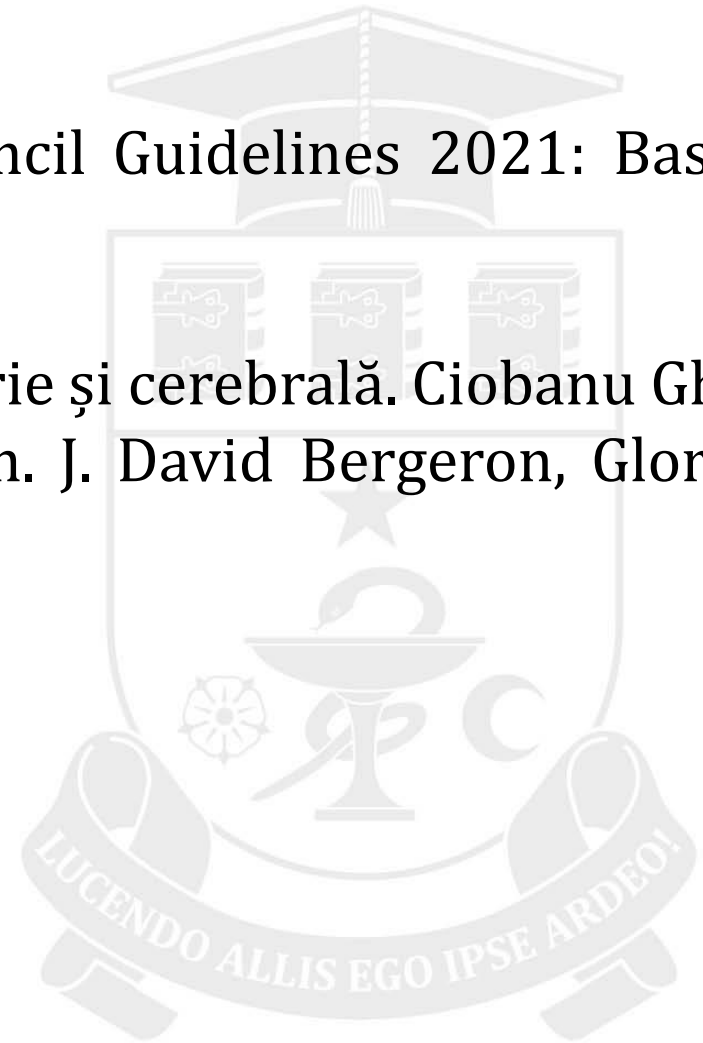 ncil Guidelines 2021: Bas
rie și cerebrală. Ciobanu Gh
n. J. David Bergeron, Glor
LUCENDO ALLIS EGO IPSE ARDEO!